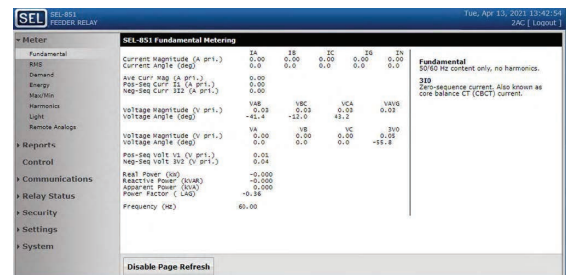 SEL SEL-851
FEEDER RELAY
Tue, Apr 13, 2021 13:42:54
2AC [ Logout ]
Meter
Fundamental
RMS
Demand
Energy
Max/Min
Harmonics
Light
Remote Analogs
Reports
Control
Communications
Relay Status
Security
Settings
System
SEL-851 Fundamental Metering
IA IB IC IG IN
Current Magnitude (A pri.) 0.00 0.00 0.00 0.00 0.00
Current Angle (deg) 0.0 0.0 0.0 0.0 0.0
Ave Curr Mag (A pri.) 0.00
Pos-Seq Curr I1 (A pri.) 0.00
Neg-Seq Curr 3I2 (A pri.) 0.00
VAB VBC VCA VAVG
Voltage Magnitude (V pri.) 0.03 0.03 0.03 0.03
Voltage Angle (deg) -41.4 -12.0 43.2
VA VB VC 3V0
Voltage Magnitude (V pri.) 0.00 0.00 0.00 0.05
Voltage Angle (deg) 0.0 0.0 0.0 -55.8
Pos-Seq Volt V1 (V pri.) 0.01
Neg-Seq Volt 3V2 (V pri.) 0.04
Real Power (kW) -0.000
Reactive Power (kVAR) -0.000
Apparent Power (kVA) 0.000
Power Factor ( LAG) -0.36
Frequency (Hz) 60.00
Fundamental
50/60 Hz content only, no harmonics.
3I0
Zero-sequence current. Also known as
core balance CT (CBCT) current.
Disable Page Refresh